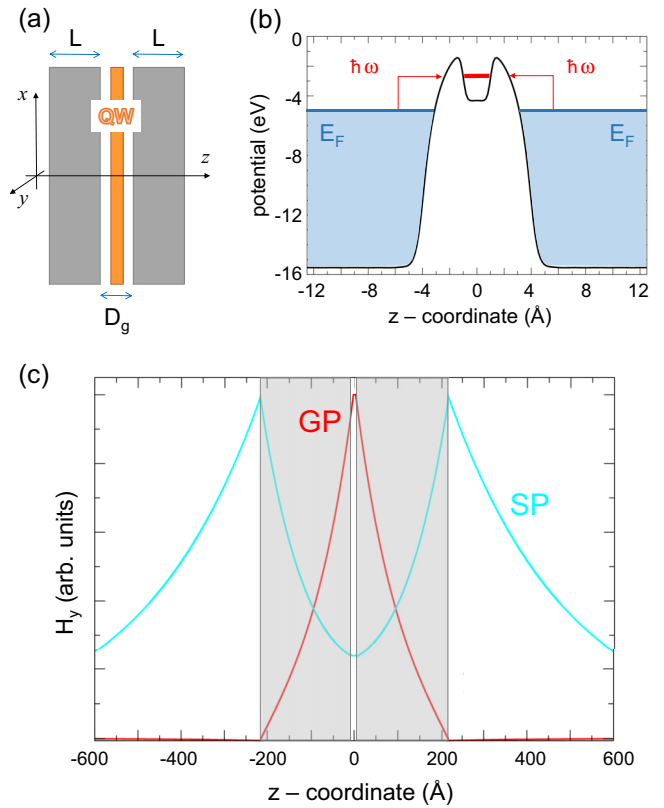 (a)
L L
x
QW
z
y
D_g
(b)
0
-4
-8
-12
-16
potential (eV)
ħω ħω
E_F E_F
-12 -8 -4 0 4 8 12
z – coordinate (Å)
(c)
GP
SP
H_y (arb. units)
-600 -400 -200 0 200 400 600
z – coordinate (Å)